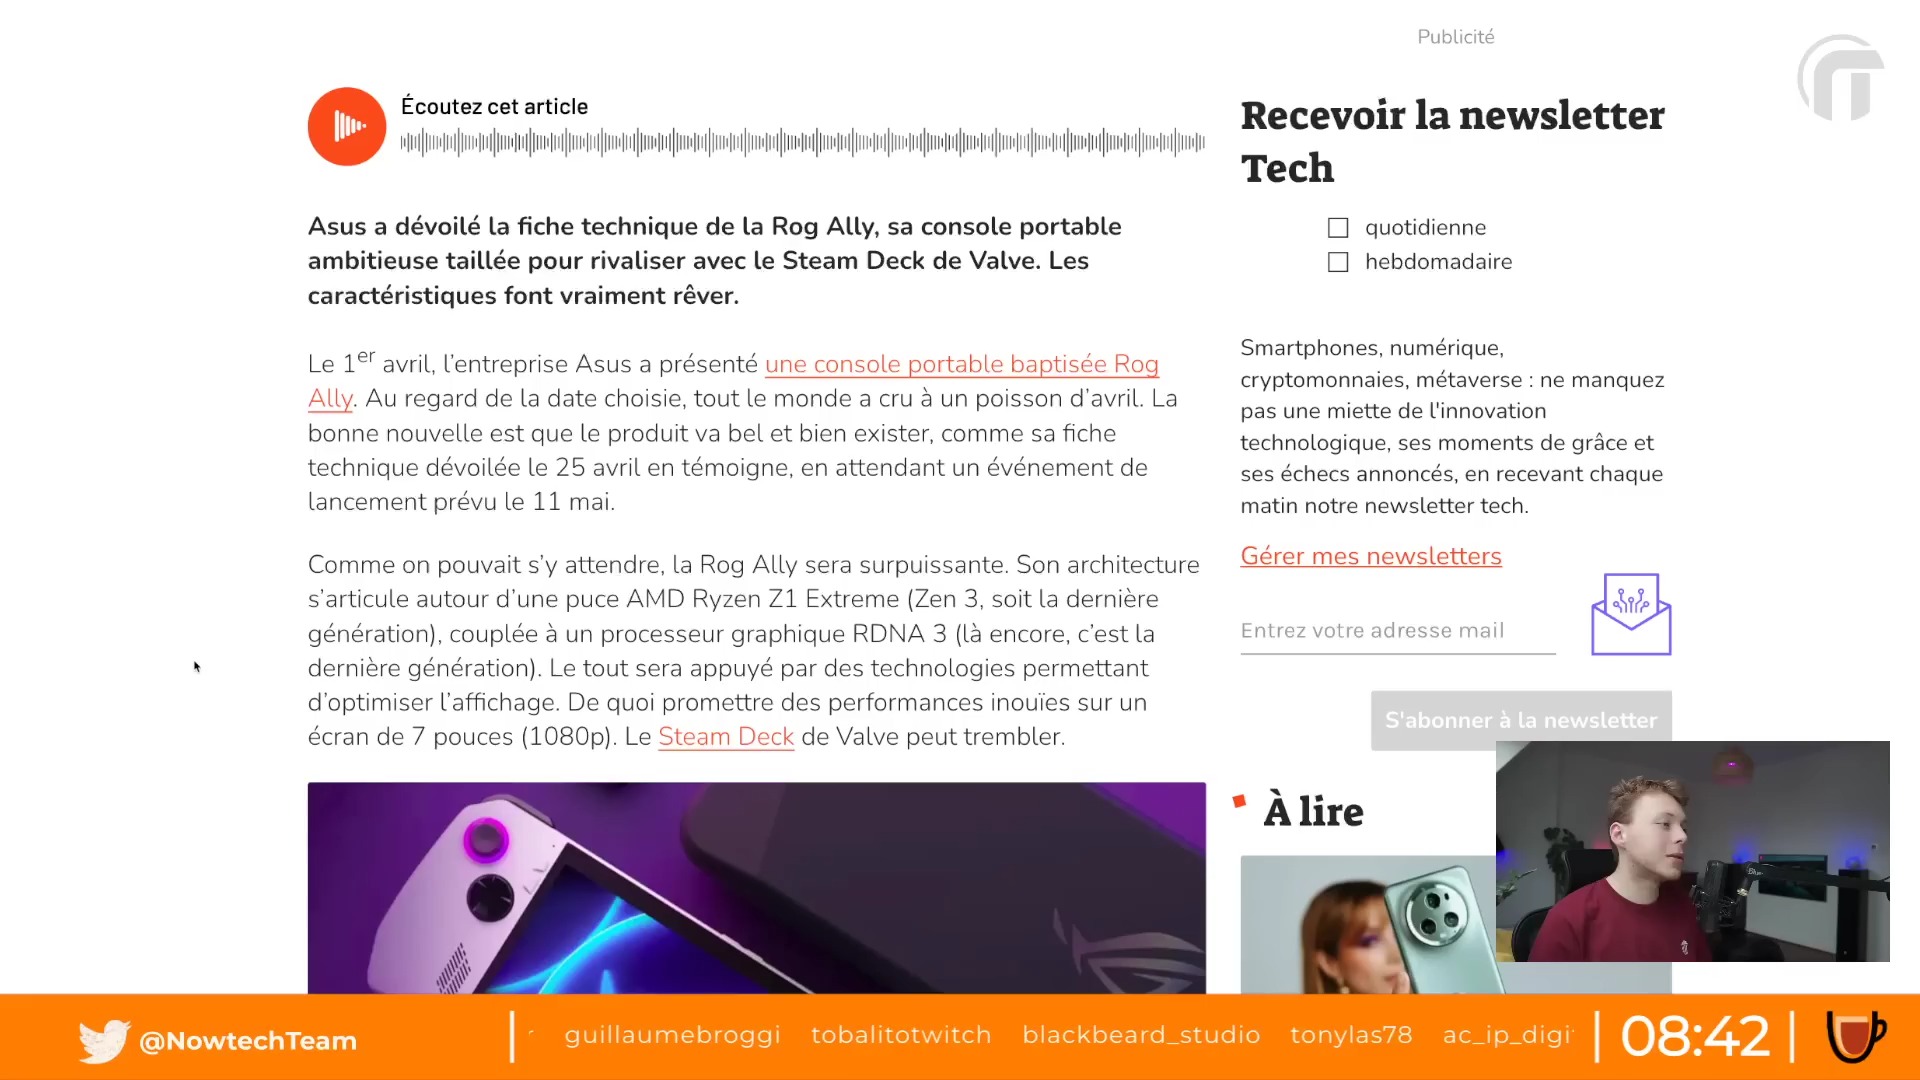 Publicité
Écoutez cet article
Asus a dévoilé la fiche technique de la Rog Ally, sa console portable
ambitieuse taillée pour rivaliser avec le Steam Deck de Valve. Les
caractéristiques font vraiment rêver.
Le 1er avril, l’entreprise Asus a présenté une console portable baptisée Rog
Ally. Au regard de la date choisie, tout le monde a cru à un poisson d’avril. La
bonne nouvelle est que le produit va bel et bien exister, comme sa fiche
technique dévoilée le 25 avril en témoigne, en attendant un événement de
lancement prévu le 11 mai.
Comme on pouvait s’y attendre, la Rog Ally sera surpuissante. Son architecture
s’articule autour d’une puce AMD Ryzen Z1 Extreme (Zen 3, soit la dernière
génération), couplée à un processeur graphique RDNA 3 (là encore, c’est la
dernière génération). Le tout sera appuyé par des technologies permettant
d’optimiser l’affichage. De quoi promettre des performances inouïes sur un
écran de 7 pouces (1080p). Le Steam Deck de Valve peut trembler.
Recevoir la newsletter
Tech
quotidienne
hebdomadaire
Smartphones, numérique,
cryptomonnaies, métaverse : ne manquez
pas une miette de l'innovation
technologique, ses moments de grâce et
ses échecs annoncés, en recevant chaque
matin notre newsletter tech.
Gérer mes newsletters
Entrez votre adresse mail
S'abonner à la newsletter
À lire
@NowtechTeam
guillaumebroggi tobalitotwitch blackbeard_studio tonylas78 ac_ip_digi
08:42